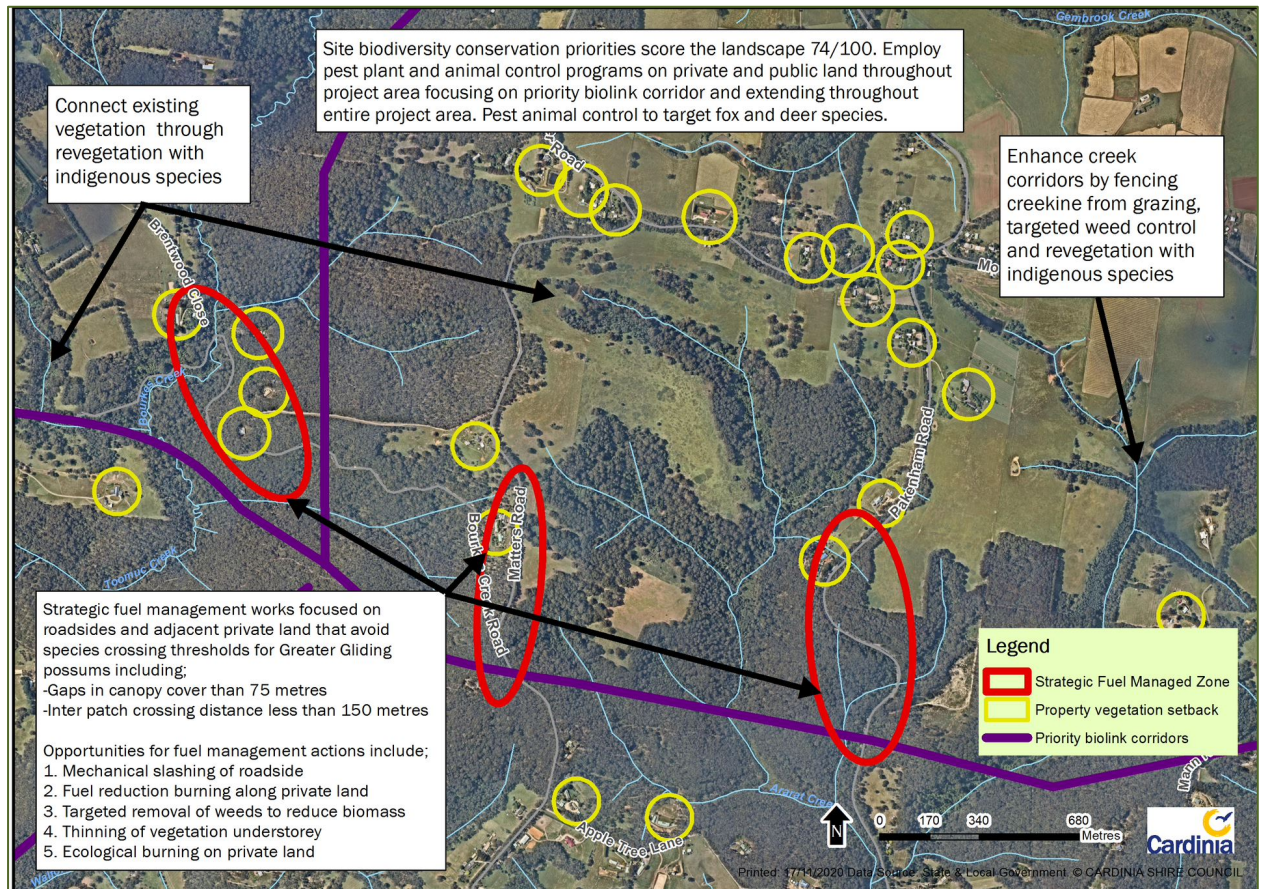 Gembrook Creek
Site biodiversity conservation priorities score the landscape 74/100. Employ
pest plant and animal control programs on private and public land throughout
project area focusing on priority biolink corridor and extending throughout
entire project area. Pest animal control to target fox and deer species.
Connect existing
vegetation through
revegetation with
indigenous species
Road
Enhance creek
corridors by fencing
creekine from grazing,
targeted weed control
and revegetation with
indigenous species
Brentwood Close
Bourkes Creek
Pakenham Road
Matters Road
Creek Road
Toomuc Creek
Strategic fuel management works focused on
roadsides and adjacent private land that avoid
species crossing thresholds for Greater Gliding
possums including;
-Gaps in canopy cover than 75 metres
-Inter patch crossing distance less than 150 metres
Opportunities for fuel management actions include;
1. Mechanical slashing of roadside
2. Fuel reduction burning along private land
3. Targeted removal of weeds to reduce biomass
4. Thinning of vegetation understorey
5. Ecological burning on private land
Legend
Strategic Fuel Managed Zone
Property vegetation setback
Priority biolink corridors
Mann
Ararat Creek
Apple Tree Lane
N
0 170 340 680
Metres
Cardinia
Printed: 17/11/2020 Data Source: State & Local Government. © CARDINIA SHIRE COUNCIL